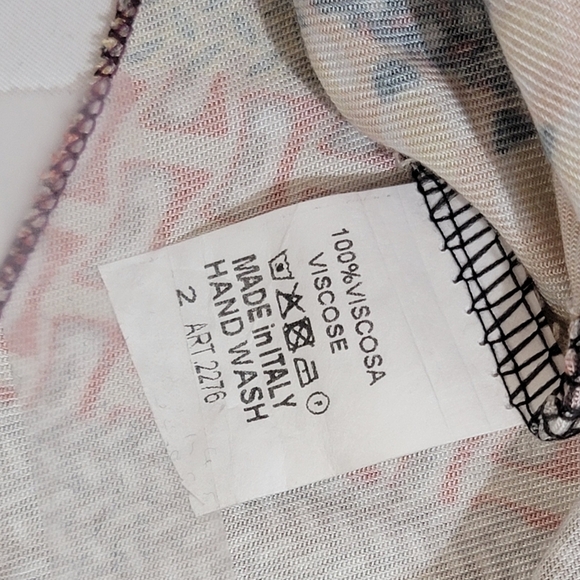 100%VISCOSA
VISCOSE
MADE in ITALY
HAND WASH
2 ART.2276